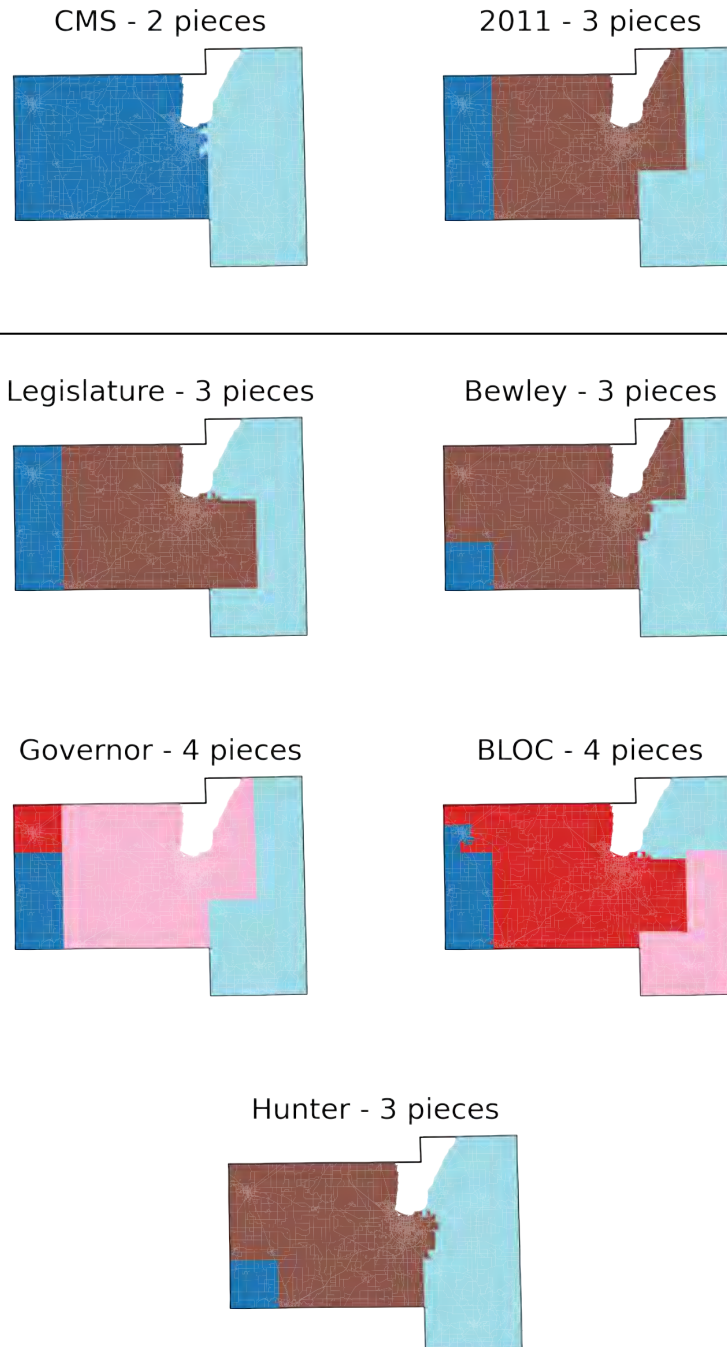 CMS - 2 pieces
2011 - 3 pieces
Legislature - 3 pieces
Bewley - 3 pieces
Governor - 4 pieces
BLOC - 4 pieces
Hunter - 3 pieces